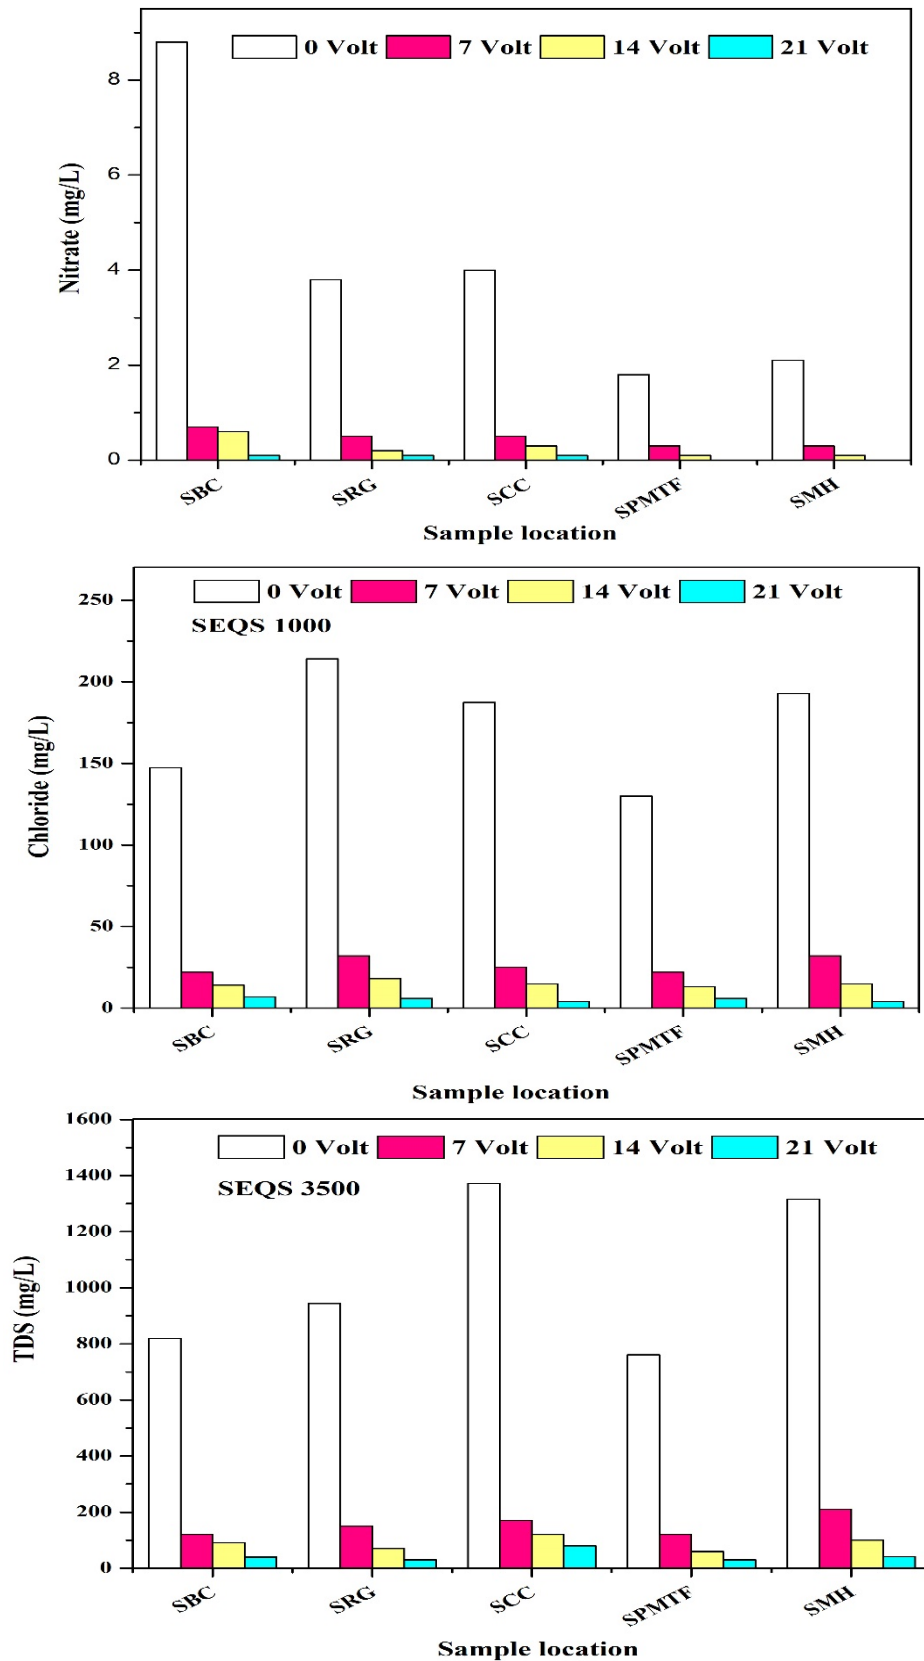 0 Volt 7 Volt 14 Volt 21 Volt
8
6
4
2
0
Nitrate (mg/L)
SBC SRG SCC SPMTF SMH
Sample location
0 Volt 7 Volt 14 Volt 21 Volt
SEQS 1000
250
200
150
100
50
0
Chloride (mg/L)
SBC SRG SCC SPMTF SMH
Sample location
0 Volt 7 Volt 14 Volt 21 Volt
SEQS 3500
1600
1400
1200
1000
800
600
400
200
0
TDS (mg/L)
SBC SRG SCC SPMTF SMH
Sample location